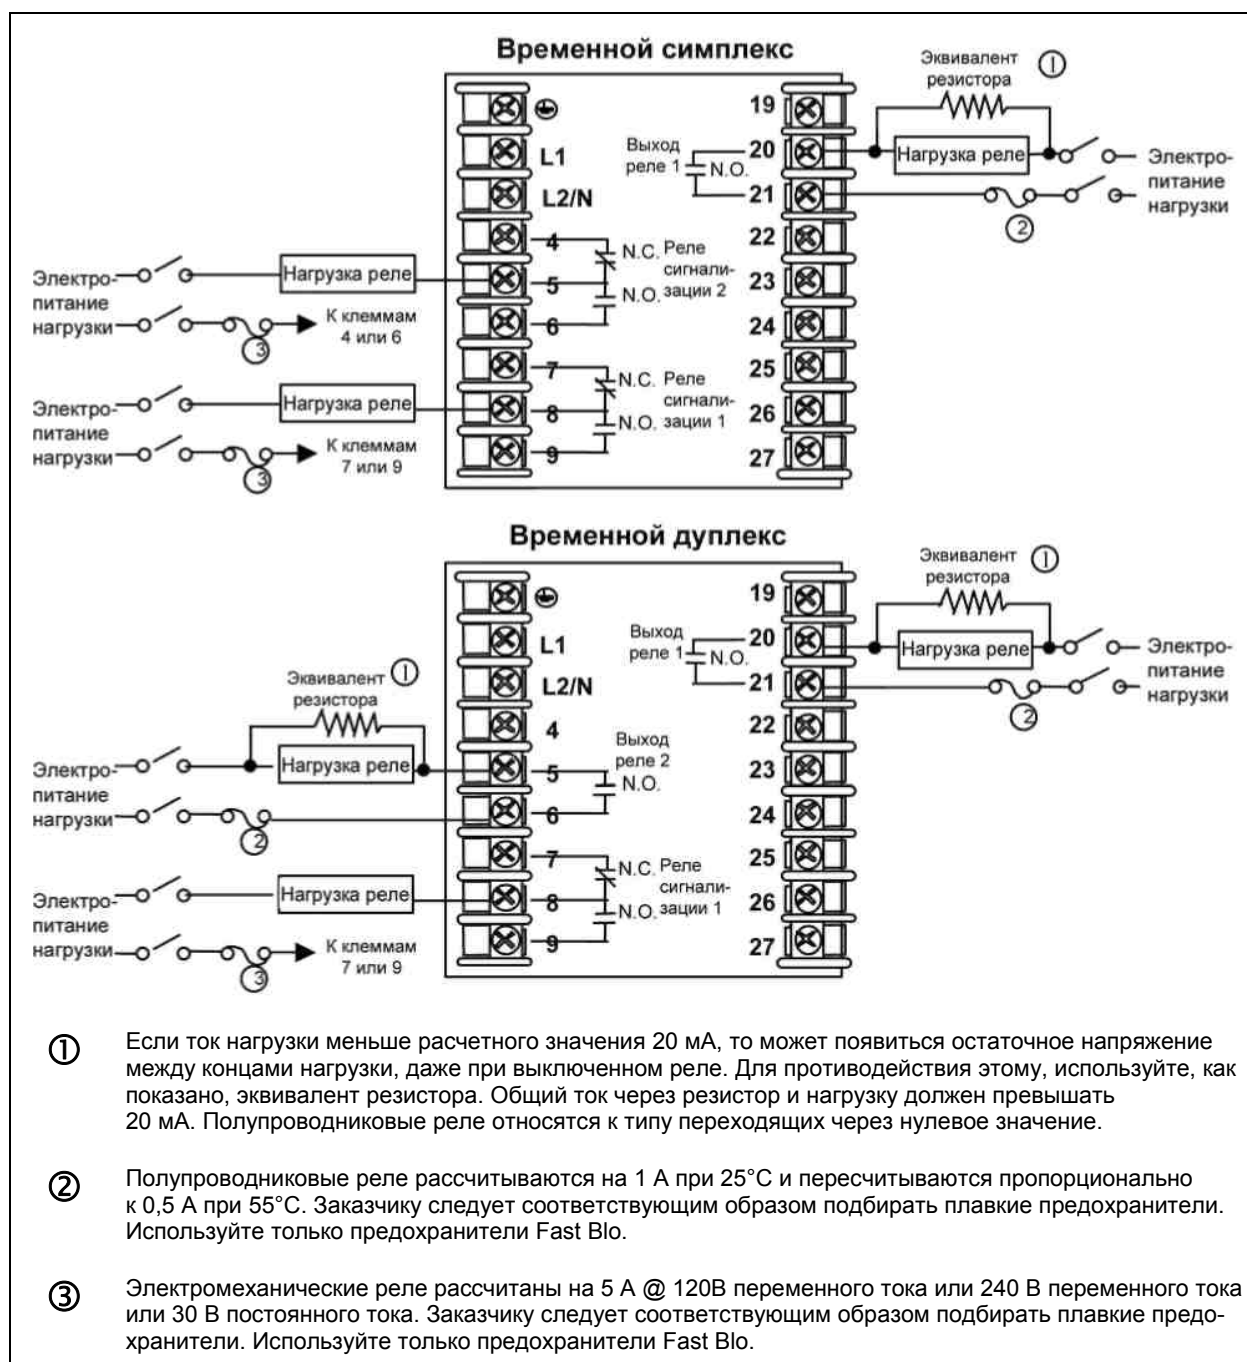 Временной симплекс
Эквивалент
резистора
①
19
L1
Выход
реле 1
N.O.
20
Нагрузка реле
Электро-
питание
нагрузки
L2/N
21
②
22
4
N.C.
Реле
сигнали-
зации 2
Электро-
питание
нагрузки
Нагрузка реле
5
N.O.
23
К клеммам
4 или 6
③
6
24
7
25
N.C.
Реле
сигнали-
зации 1
Электро-
питание
нагрузки
Нагрузка реле
8
N.O.
26
К клеммам
7 или 9
③
9
27
Временной дуплекс
Эквивалент
резистора
①
19
L1
Выход
реле 1
N.O.
20
Нагрузка реле
Электро-
питание
нагрузки
L2/N
21
②
Эквивалент
резистора
①
4
22
Выход
реле 2
N.O.
Электро-
питание
нагрузки
Нагрузка реле
5
23
6
24
②
7
25
N.C.
Реле
сигнали-
зации 1
Электро-
питание
нагрузки
Нагрузка реле
8
N.O.
26
К клеммам
7 или 9
③
9
27
① Если ток нагрузки меньше расчетного значения 20 мА, то может появиться остаточное напряжение
между концами нагрузки, даже при выключенном реле. Для противодействия этому, используйте, как
показано, эквивалент резистора. Общий ток через резистор и нагрузку должен превышать
20 мА. Полупроводниковые реле относятся к типу переходящих через нулевое значение.
② Полупроводниковые реле рассчитываются на 1 А при 25°C и пересчитываются пропорционально
к 0,5 А при 55°C. Заказчику следует соответствующим образом подбирать плавкие предохранители.
Используйте только предохранители Fast Blo.
③ Электромеханические реле рассчитаны на 5 А @ 120В переменного тока или 240 В переменного тока
или 30 В постоянного тока. Заказчику следует соответствующим образом подбирать плавкие предо-
хранители. Используйте только предохранители Fast Blo.